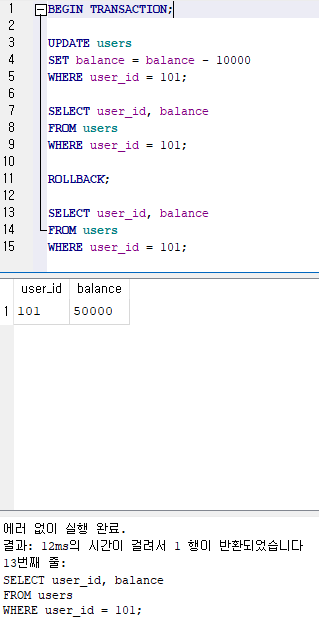 1 BEGIN TRANSACTION;
2
3 UPDATE users
4 SET balance = balance - 10000
5 WHERE user_id = 101;
6
7 SELECT user_id, balance
8 FROM users
9 WHERE user_id = 101;
10
11 ROLLBACK;
12
13 SELECT user_id, balance
14 FROM users
15 WHERE user_id = 101;
user_id balance
1 101 50000
에러 없이 실행 완료.
결과: 12ms의 시간이 걸려서 1 행이 반환되었습니다
13번째 줄:
SELECT user_id, balance
FROM users
WHERE user_id = 101;